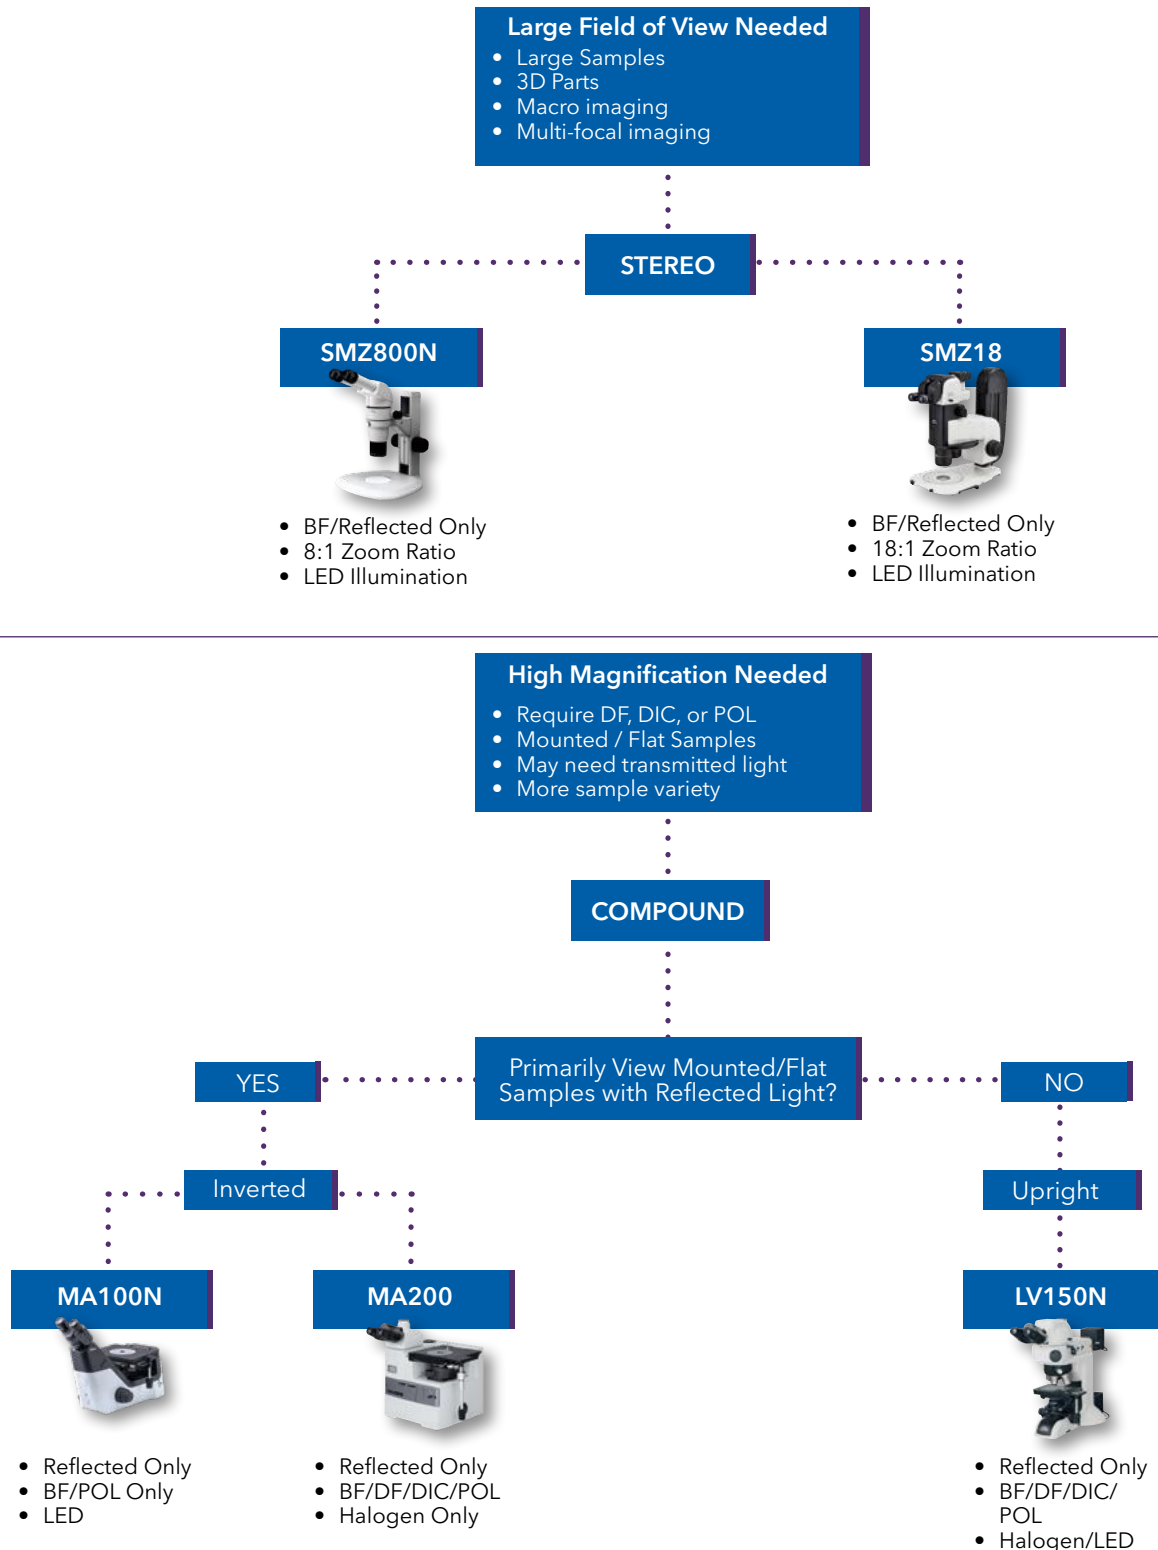 Large Field of View Needed
• Large Samples
• 3D Parts
• Macro imaging
• Multi-focal imaging
STEREO
SMZ800N
• BF/Reflected Only
• 8:1 Zoom Ratio
• LED Illumination
SMZ18
• BF/Reflected Only
• 18:1 Zoom Ratio
• LED Illumination
High Magnification Needed
• Require DF, DIC, or POL
• Mounted / Flat Samples
• May need transmitted light
• More sample variety
COMPOUND
Primarily View Mounted/Flat
Samples with Reflected Light?
YES
NO
Inverted
Upright
MA100N
• Reflected Only
• BF/POL Only
• LED
MA200
• Reflected Only
• BF/DF/DIC/POL
• Halogen Only
LV150N
• Reflected Only
• BF/DF/DIC/
POL
• Halogen/LED